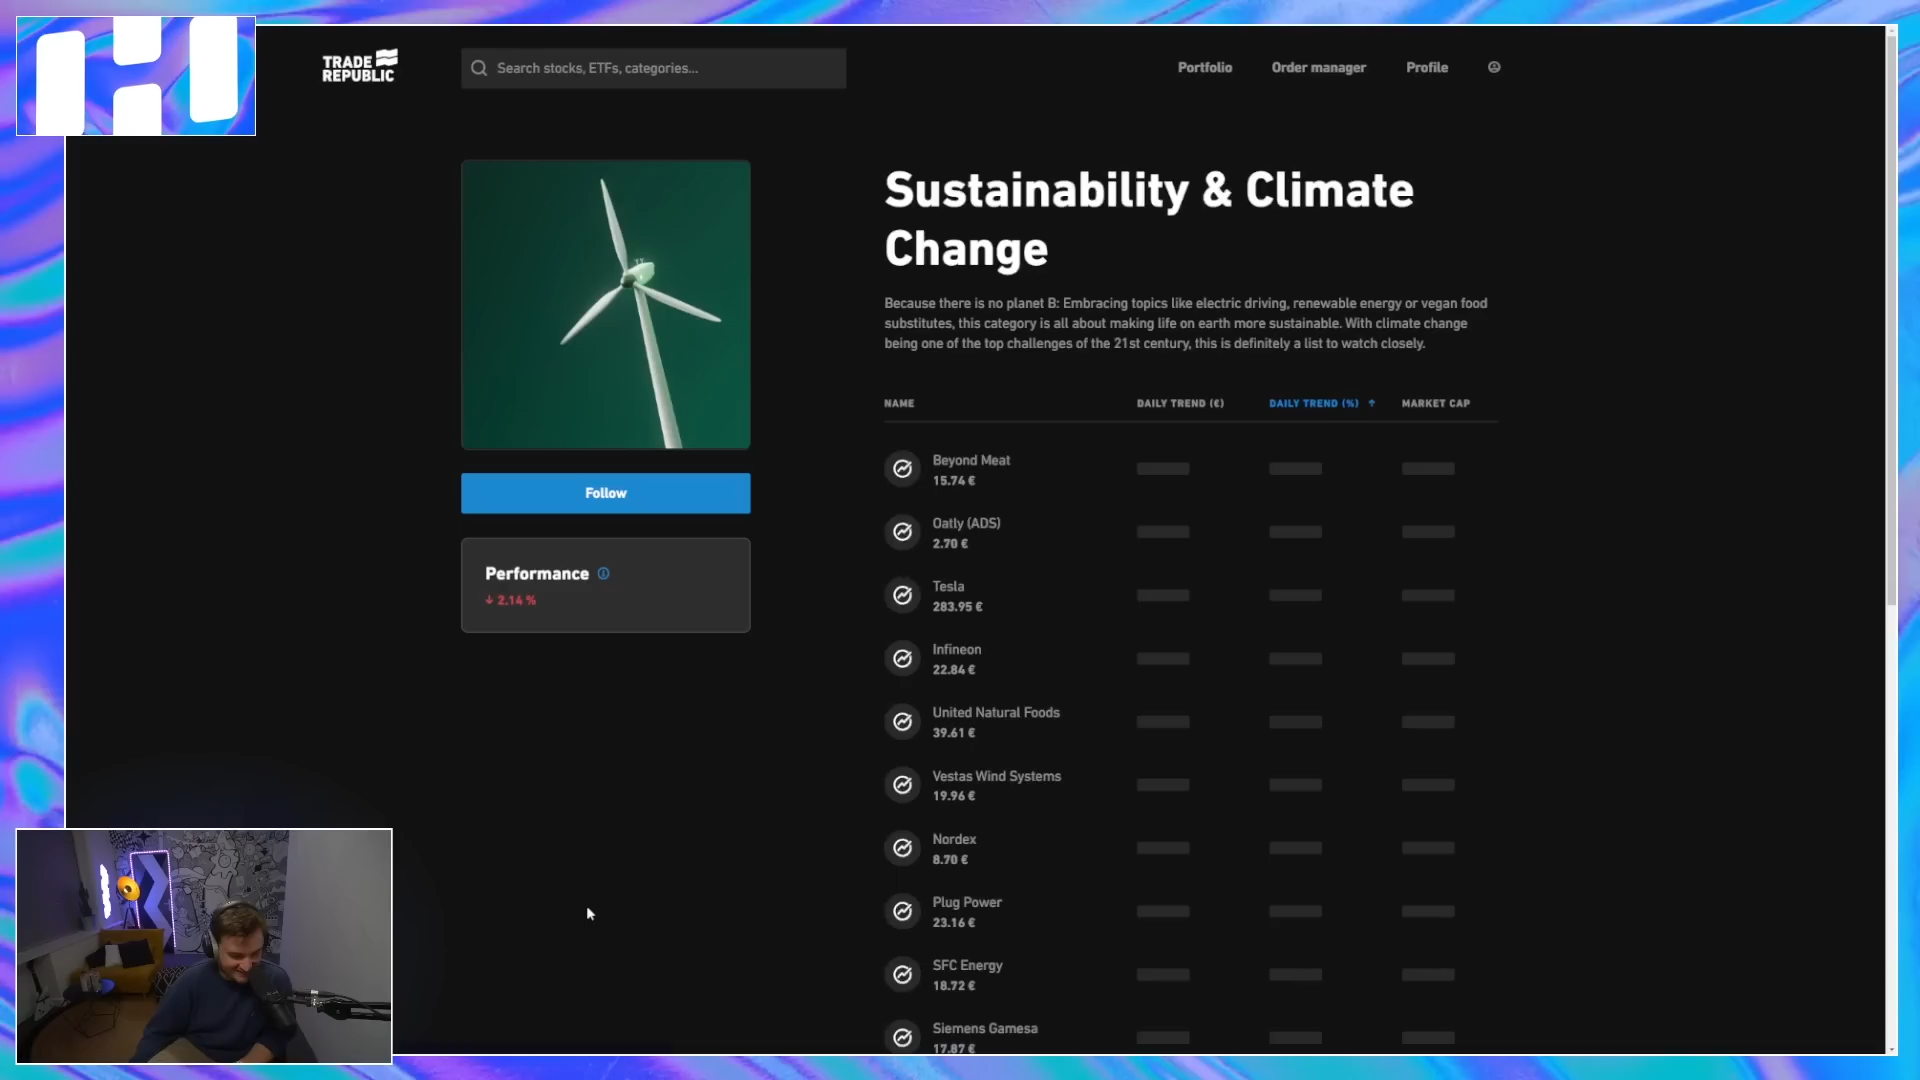 TRADE
REPUBLIC
Search stocks, ETFs, categories...
Portfolio
Order manager
Profile
Sustainability & Climate
Change
Because there is no planet B: Embracing topics like electric driving, renewable energy or vegan food
substitutes, this category is all about making life on earth more sustainable. With climate change
being one of the top challenges of the 21st century, this is definitely a list to watch closely.
Follow
Performance
↓ 2.14 %
NAME
DAILY TREND (€)
DAILY TREND (%) ↑
MARKET CAP
Beyond Meat
15.74 €
Oatly (ADS)
2.70 €
Tesla
283.95 €
Infineon
22.84 €
United Natural Foods
39.61 €
Vestas Wind Systems
19.96 €
Nordex
8.70 €
Plug Power
23.16 €
SFC Energy
18.72 €
Siemens Gamesa
17.87 €